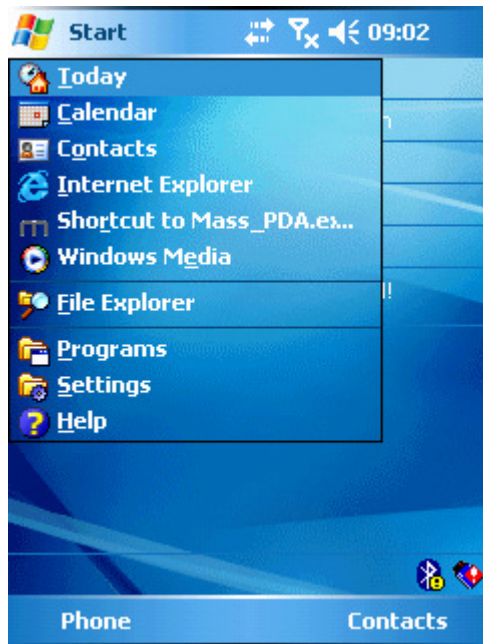 Start 09:02
Today
Calendar
Contacts
Internet Explorer
Shortcut to Mass_PDA.ex...
Windows Media
File Explorer
Programs
Settings
Help
Phone Contacts